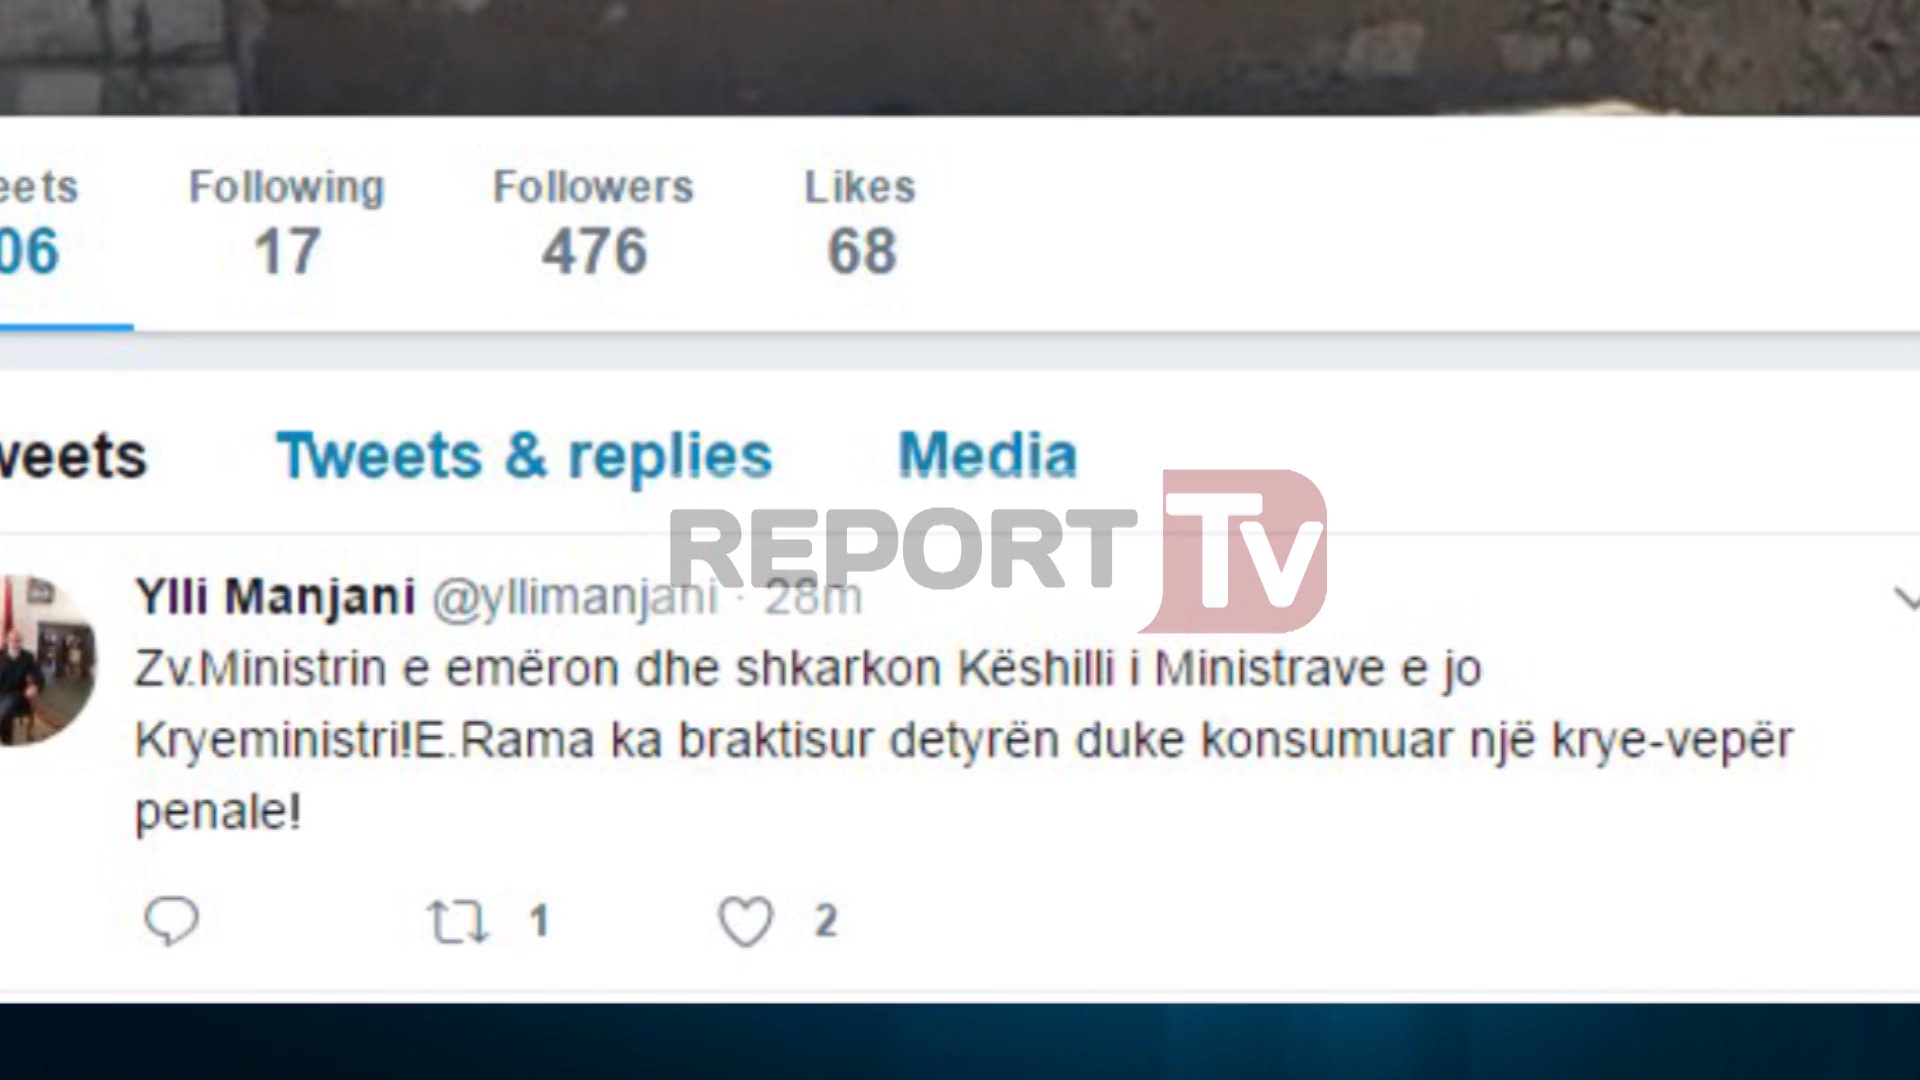 eets Following Followers Likes
06 17 476 68
weets Tweets & replies Media
REPORT Tv
Ylli Manjani @yllimanjani · 28m
Zv.Ministrin e emëron dhe shkarkon Këshilli i Ministrave e jo
Kryeministri!E.Rama ka braktisur detyrën duke konsumuar një krye-vepër
penale!
1 2